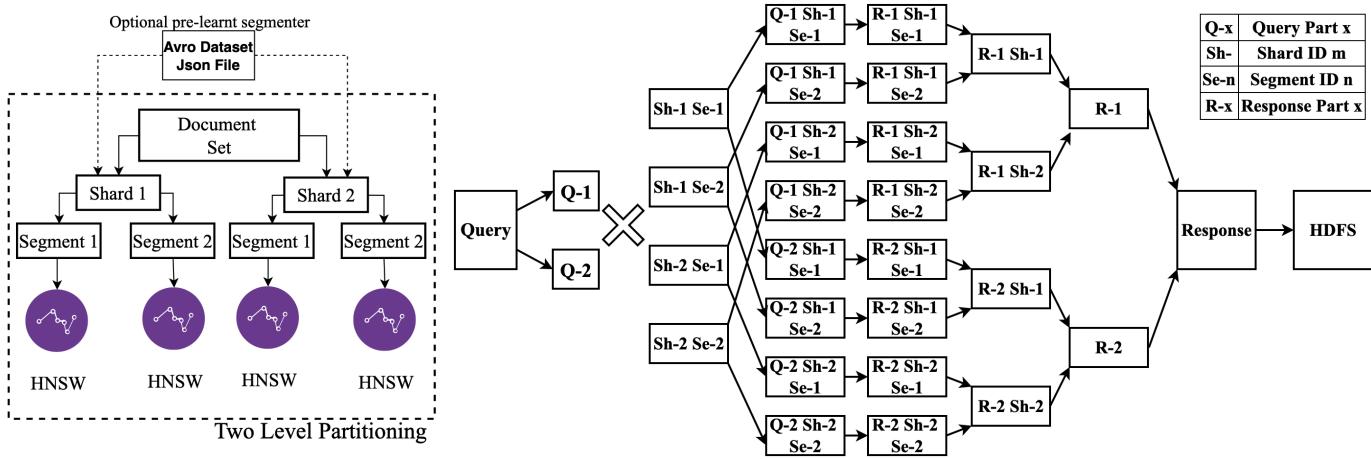 Optional pre-learnt segmenter
Avro Dataset
Json File
Document
Set
Shard 1
Shard 2
Segment 1
Segment 2
Segment 1
Segment 2
HNSW
HNSW
HNSW
HNSW
Two Level Partitioning
Query
Q-1
Q-2
Sh-1 Se-1
Sh-1 Se-2
Sh-2 Se-1
Sh-2 Se-2
Q-1 Sh-1
Se-1
Q-1 Sh-1
Se-2
Q-1 Sh-2
Se-1
Q-1 Sh-2
Se-2
Q-2 Sh-1
Se-1
Q-2 Sh-1
Se-2
Q-2 Sh-2
Se-1
Q-2 Sh-2
Se-2
R-1 Sh-1
Se-1
R-1 Sh-1
Se-2
R-1 Sh-2
Se-1
R-1 Sh-2
Se-2
R-2 Sh-1
Se-1
R-2 Sh-1
Se-2
R-2 Sh-2
Se-1
R-2 Sh-2
Se-2
R-1 Sh-1
R-1 Sh-2
R-2 Sh-1
R-2 Sh-2
R-1
R-2
Response
HDFS
Q-x Query Part x
Sh- Shard ID m
Se-n Segment ID n
R-x Response Part x